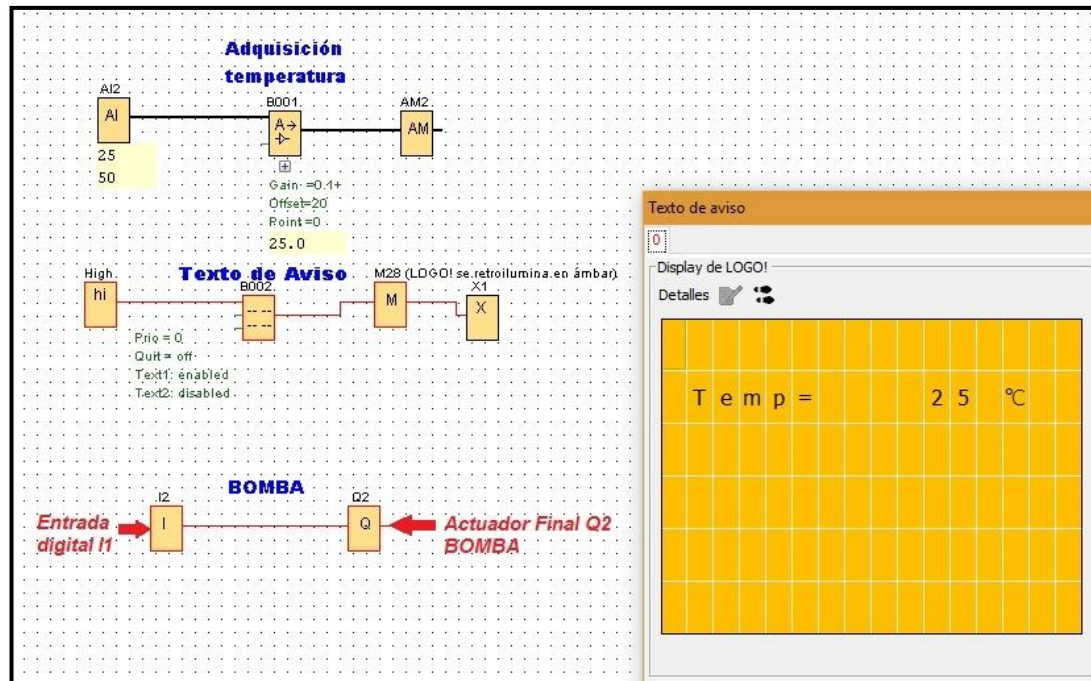 Adquisición
temperatura
AI2
AI
25
50
B001
A→
Gain =0.1+
Offset=20
Point=0
25.0
AM2
AM
Texto de Aviso
High
hi
B002
Prio = 0
Quit = off
Text1: enabled
Text2: disabled
M28 (LOGO! se.retroilumina.en ámbar)
M
X1
X
BOMBA
I2
I
Q2
Q
Entrada
digital I1
Actuador Final Q2
BOMBA
Texto de aviso
0
Display de LOGO!
Detalles
Temp= 25 °C